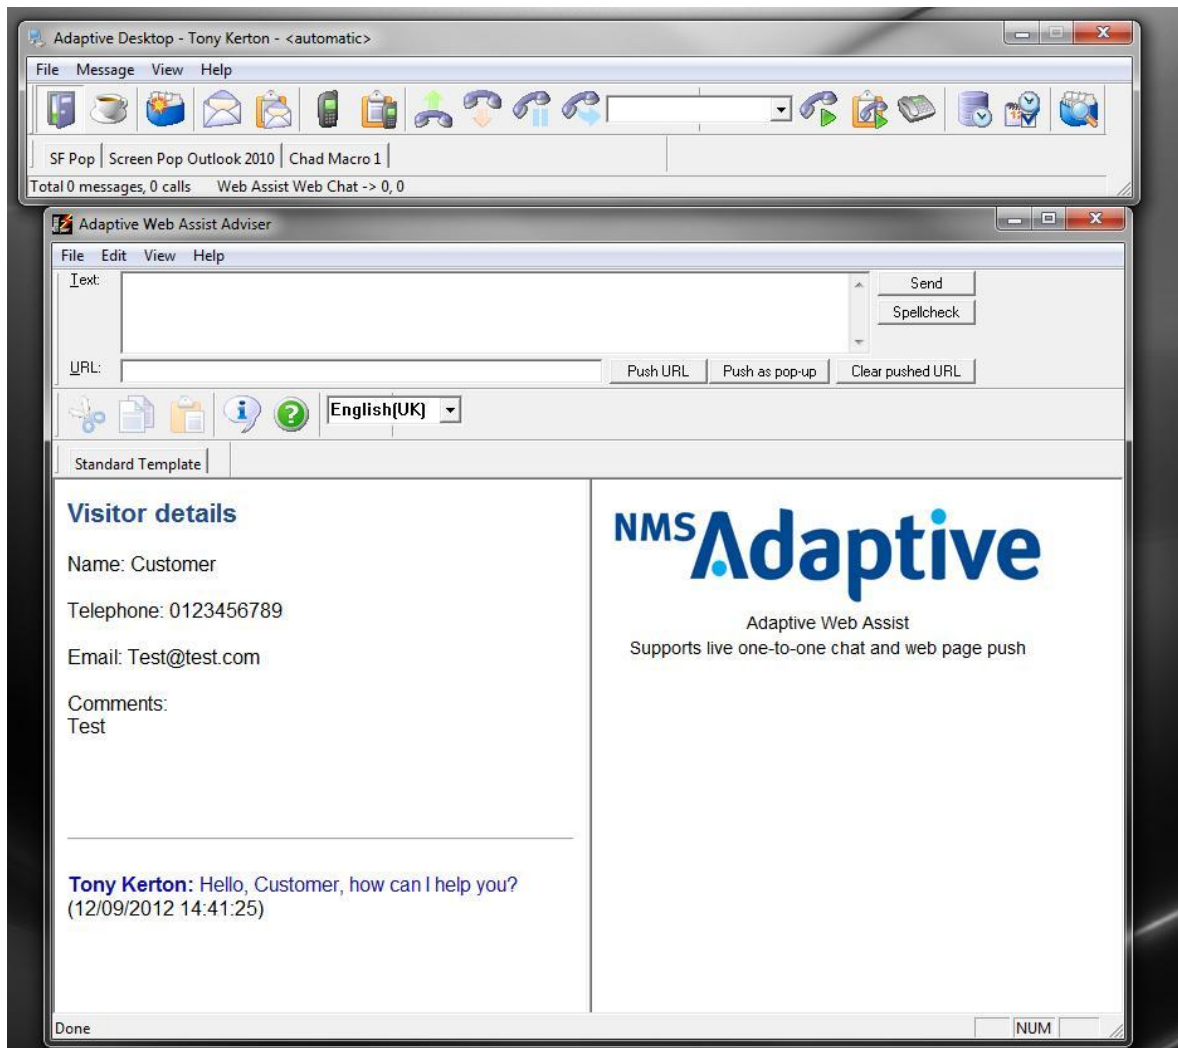 Adaptive Desktop - Tony Kerton - <automatic>
File Message View Help
SF Pop Screen Pop Outlook 2010 Chad Macro 1
Total 0 messages, 0 calls Web Assist Web Chat -> 0, 0
Adaptive Web Assist Adviser
File Edit View Help
Text:
Send
Spellcheck
URL:
Push URL Push as pop-up Clear pushed URL
English(UK)
Standard Template
Visitor details
Name: Customer
Telephone: 0123456789
Email: Test@test.com
Comments:
Test
Tony Kerton: Hello, Customer, how can I help you?
(12/09/2012 14:41:25)
NMS Adaptive
Adaptive Web Assist
Supports live one-to-one chat and web page push
Done
NUM